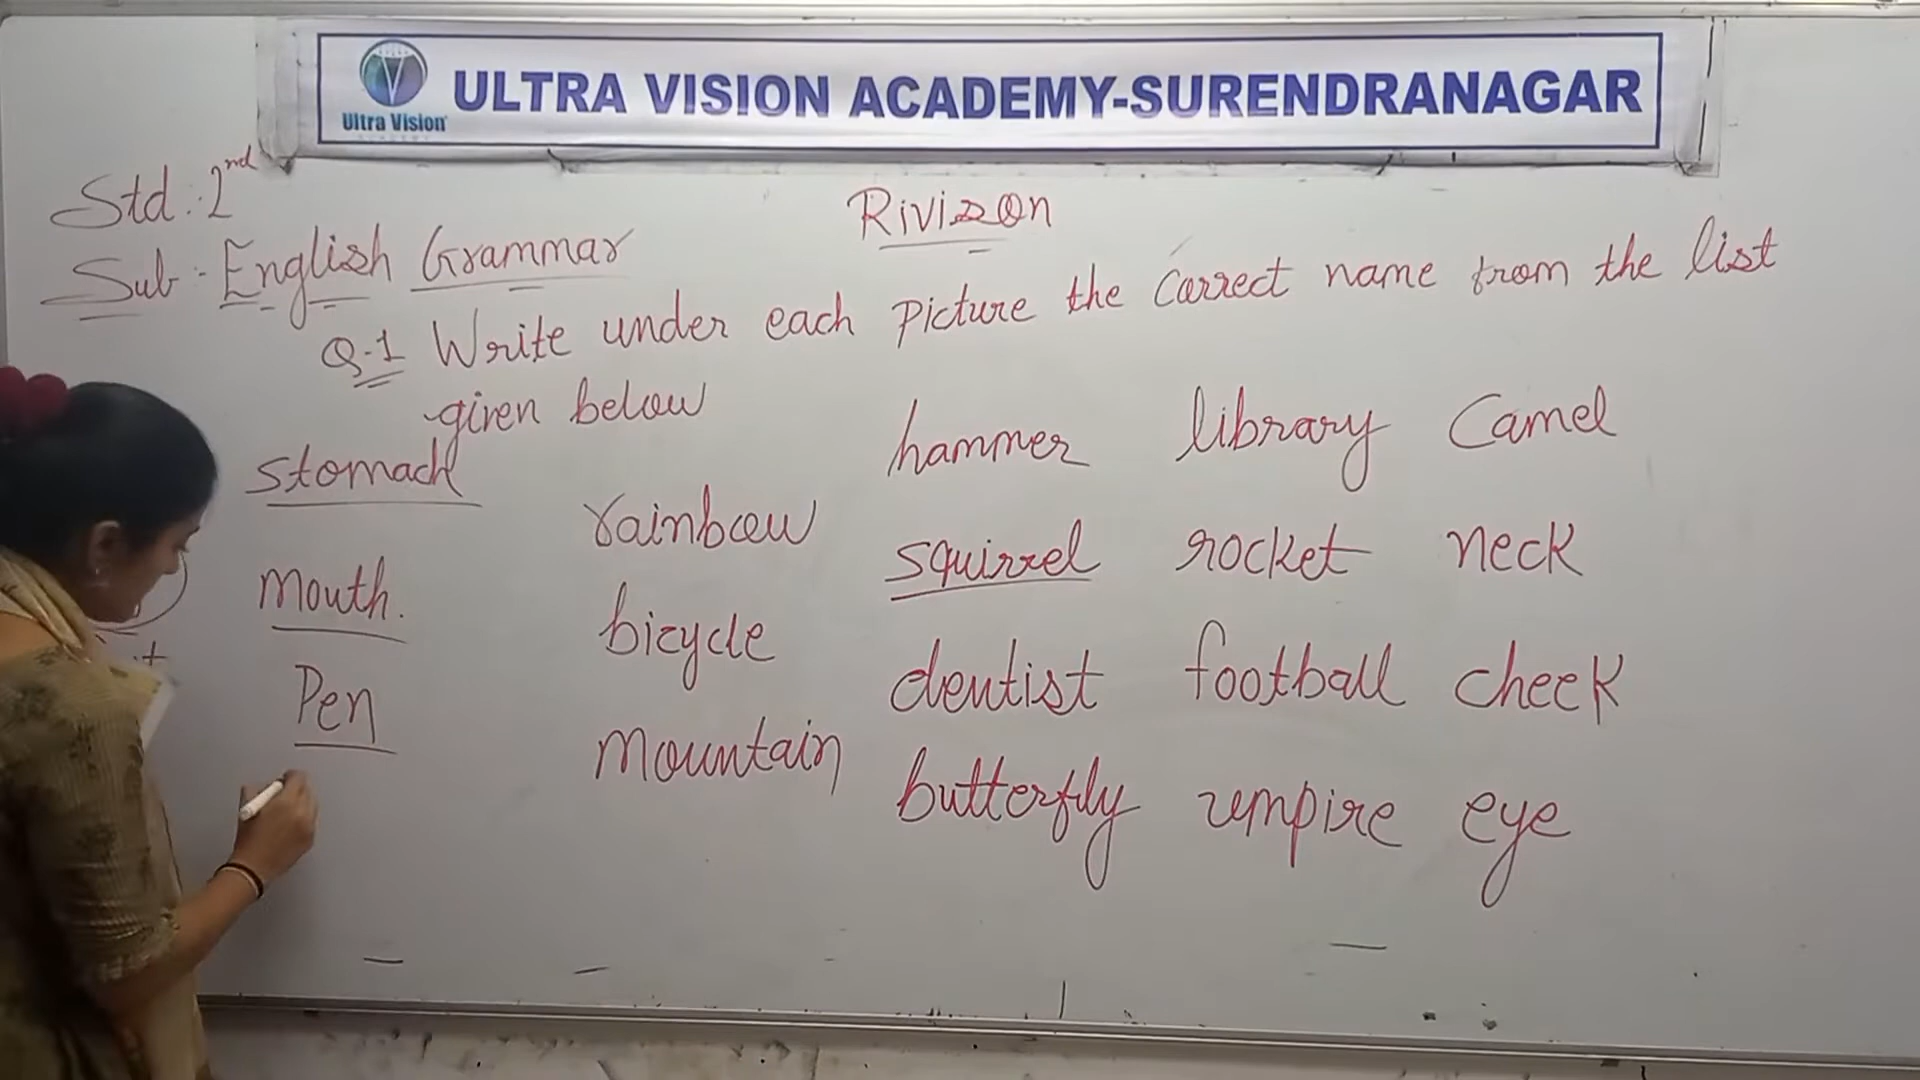 ULTRA VISION ACADEMY-SURENDRANAGAR
Ultra Vision
Std : 2nd
Rivizon
Sub :- English Grammar
Q-1 Write under each Picture the Correct name from the list
given below
hammer library Camel
stomach
rainbow
squirrel rocket neck
Mouth.
bicycle
dentist football cheek
Pen
Mountain
butterfly umpire eye